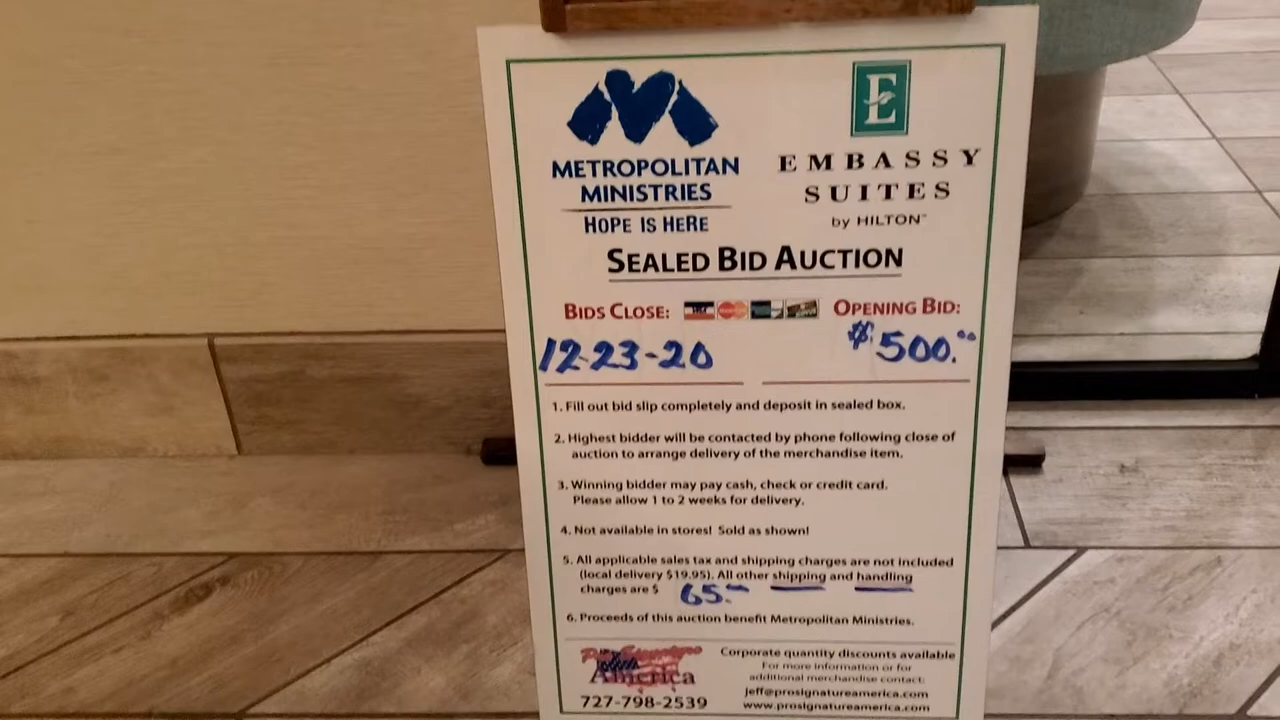 METROPOLITAN
MINISTRIES
HOPE IS HERE
E
EMBASSY
SUITES
by HILTON™
SEALED BID AUCTION
BIDS CLOSE:
OPENING BID:
12-23-20
$500.00
1. Fill out bid slip completely and deposit in sealed box.
2. Highest bidder will be contacted by phone following close of
auction to arrange delivery of the merchandise item.
3. Winning bidder may pay cash, check or credit card.
Please allow 1 to 2 weeks for delivery.
4. Not available in stores! Sold as shown!
5. All applicable sales tax and shipping charges are not included
(local delivery $19.95). All other shipping and handling
charges are $ 65.00
6. Proceeds of this auction benefit Metropolitan Ministries.
Pro Signature
America
727-798-2539
Corporate quantity discounts available
For more information or for
additional merchandise contact:
jeff@prosignatureamerica.com
www.prosignatureamerica.com